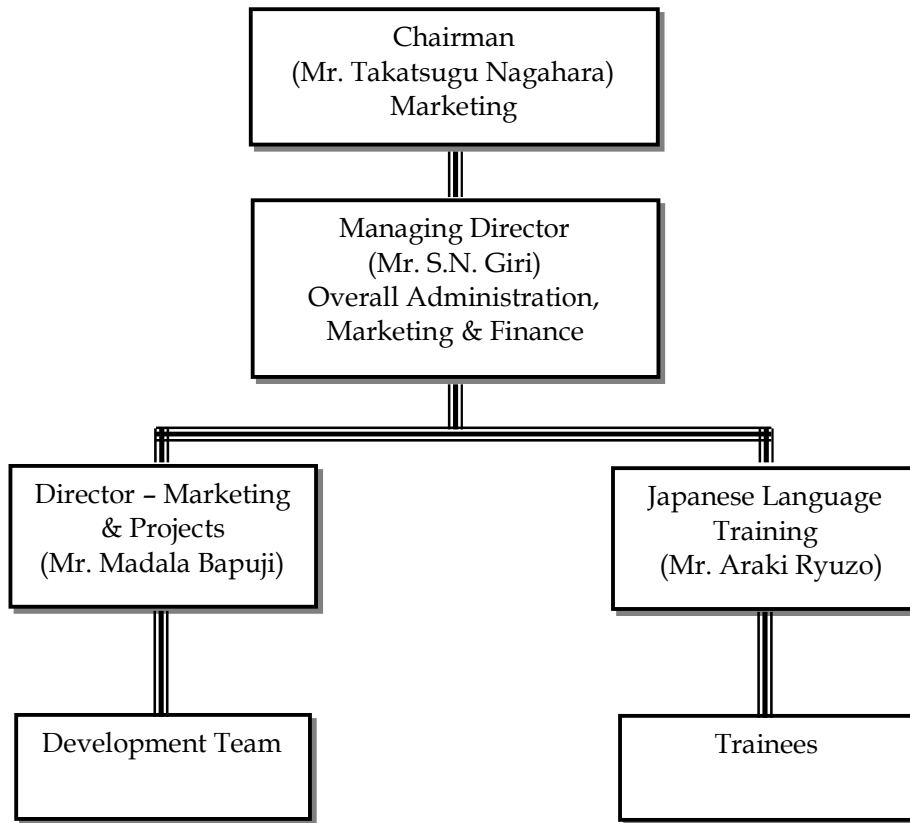 Chairman
(Mr. Takatsugu Nagahara)
Marketing
Managing Director
(Mr. S.N. Giri)
Overall Administration,
Marketing & Finance
Director – Marketing
& Projects
(Mr. Madala Bapuji)
Japanese Language
Training
(Mr. Araki Ryuzo)
Development Team
Trainees